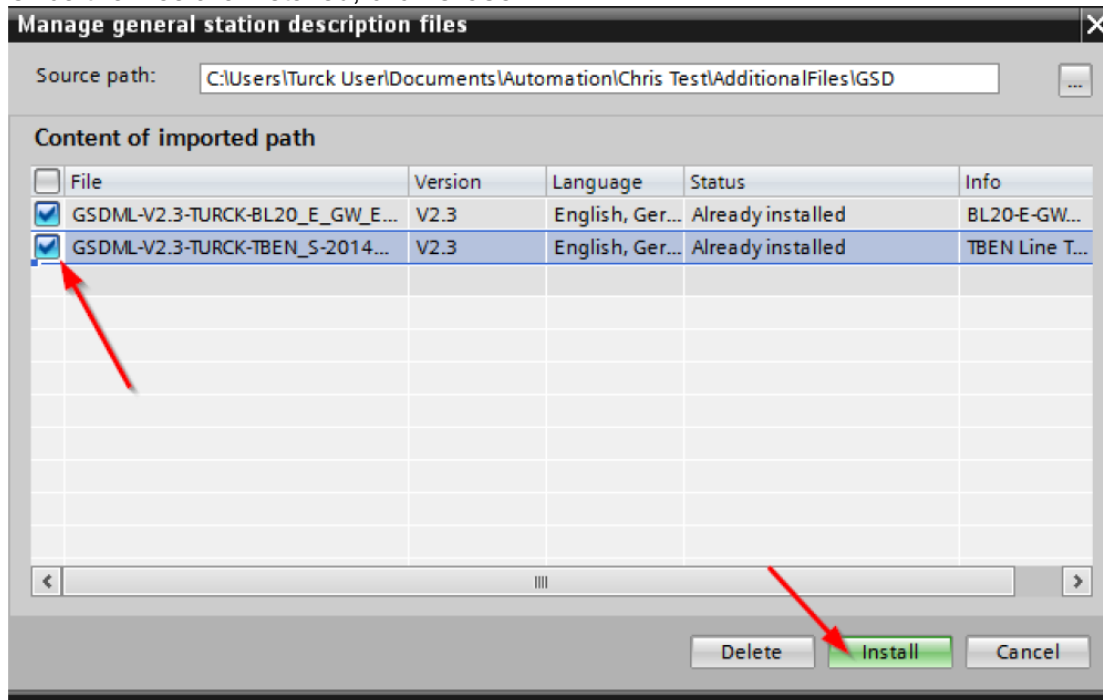 Manage general station description files
Source path: C:\Users\Turck User\Documents\Automation\Chris Test\AdditionalFiles\GSD ...
Content of imported path
File Version Language Status Info
GSDML-V2.3-TURCK-BL20_E_GW_E... V2.3 English, Ger... Already installed BL20-E-GW...
GSDML-V2.3-TURCK-TBEN_S-2014... V2.3 English, Ger... Already installed TBEN Line T...
Delete Install Cancel